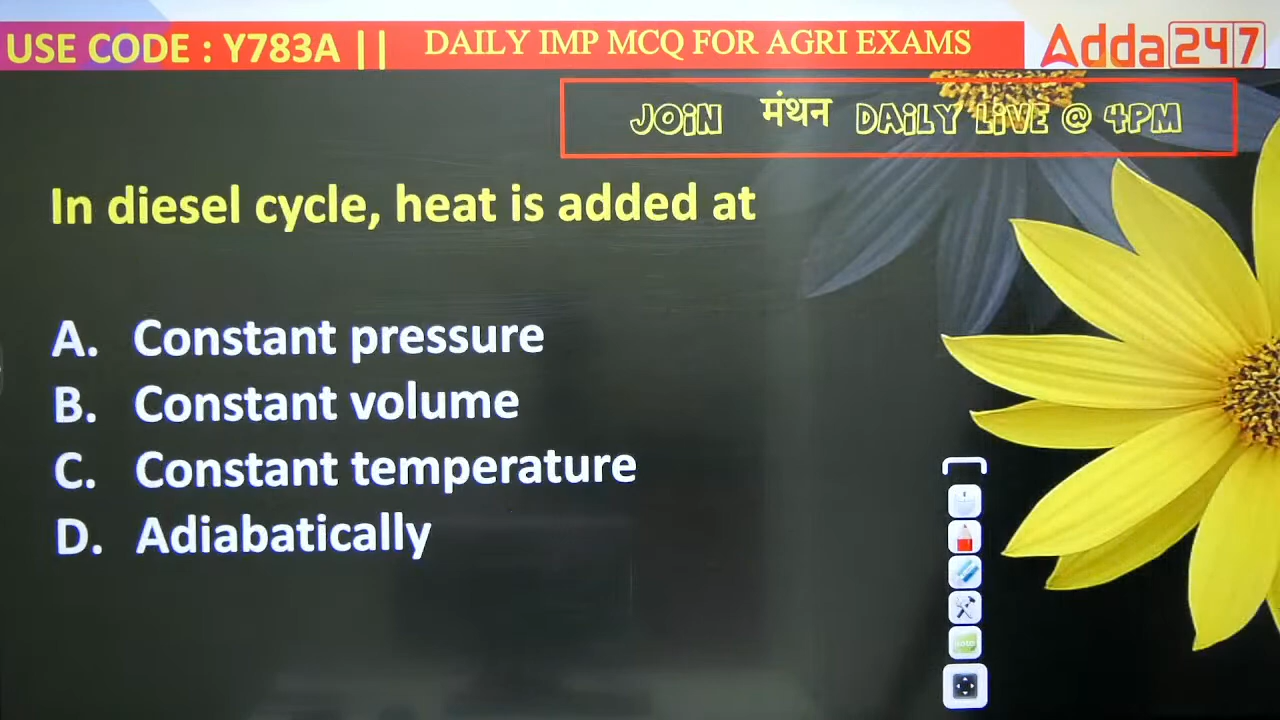 USE CODE : Y783A || DAILY IMP MCQ FOR AGRI EXAMS Adda247
JOIN मंथन DAILY LIVE @ 4PM
In diesel cycle, heat is added at
A. Constant pressure
B. Constant volume
C. Constant temperature
D. Adiabatically